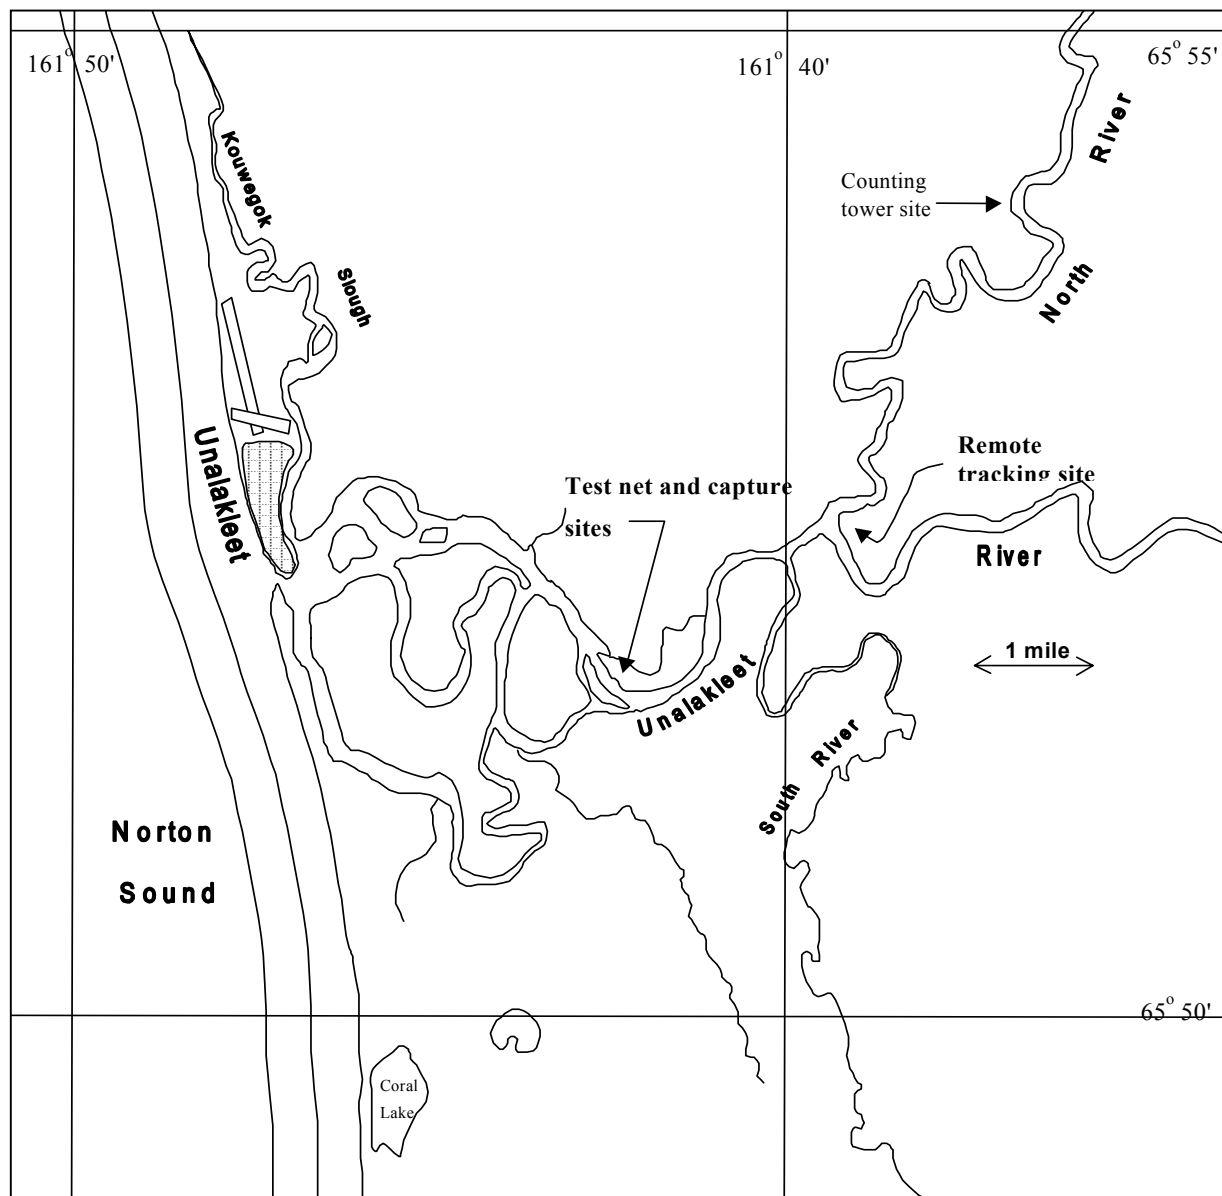 161° 50'
161° 40'
65° 55'
River
Kouwegok
Counting
tower site
Slough
North
Unalakleet
Remote
tracking site
Test net and capture
sites
River
1 mile
Unalakleet
South River
Norton
Sound
65° 50'
Coral
Lake